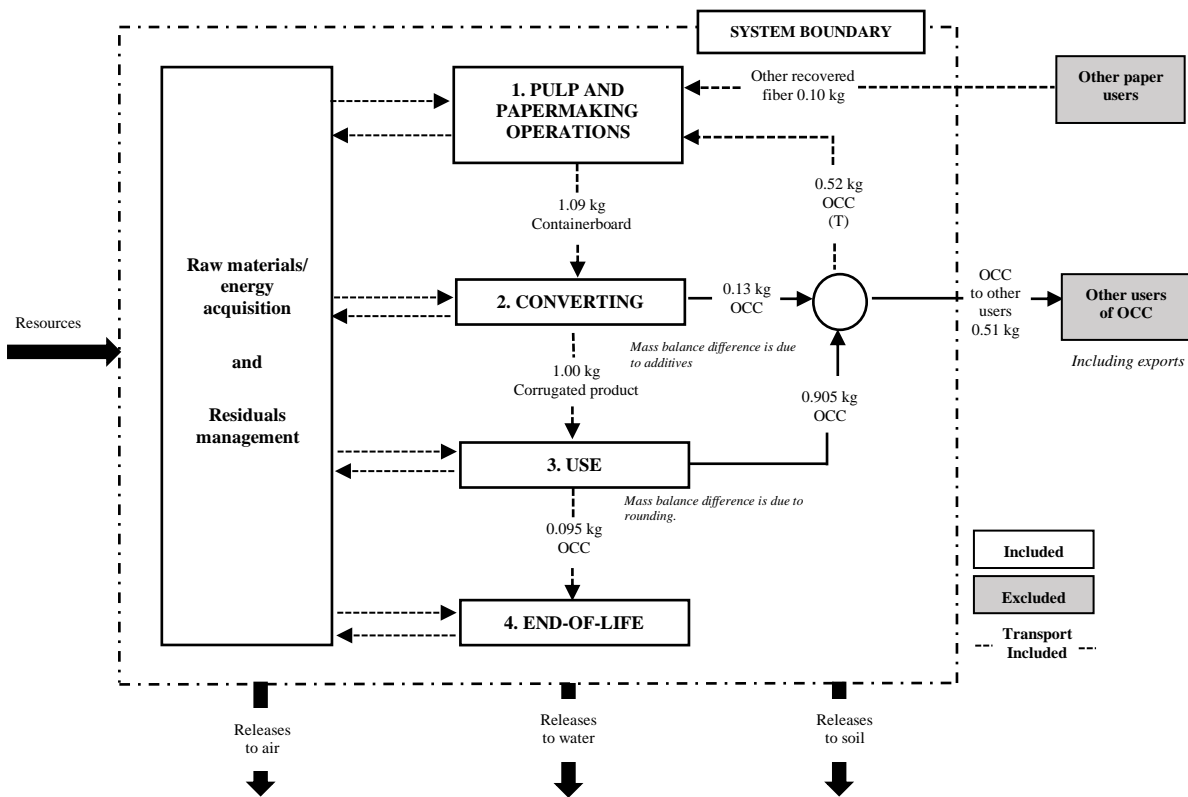 SYSTEM BOUNDARY
1. PULP AND
PAPERMAKING
OPERATIONS
Other recovered
fiber 0.10 kg
Other paper
users
0.52 kg
OCC
(T)
1.09 kg
Containerboard
Raw materials/
energy
acquisition
and
Residuals
management
Resources
2. CONVERTING
0.13 kg
OCC
OCC
to other
users
0.51 kg
Other users
of OCC
Including exports
Mass balance difference is due
to additives
1.00 kg
Corrugated product
0.905 kg
OCC
3. USE
Mass balance difference is due to
rounding.
0.095 kg
OCC
4. END-OF-LIFE
Included
Excluded
Transport
Included
Releases
to air
Releases
to water
Releases
to soil